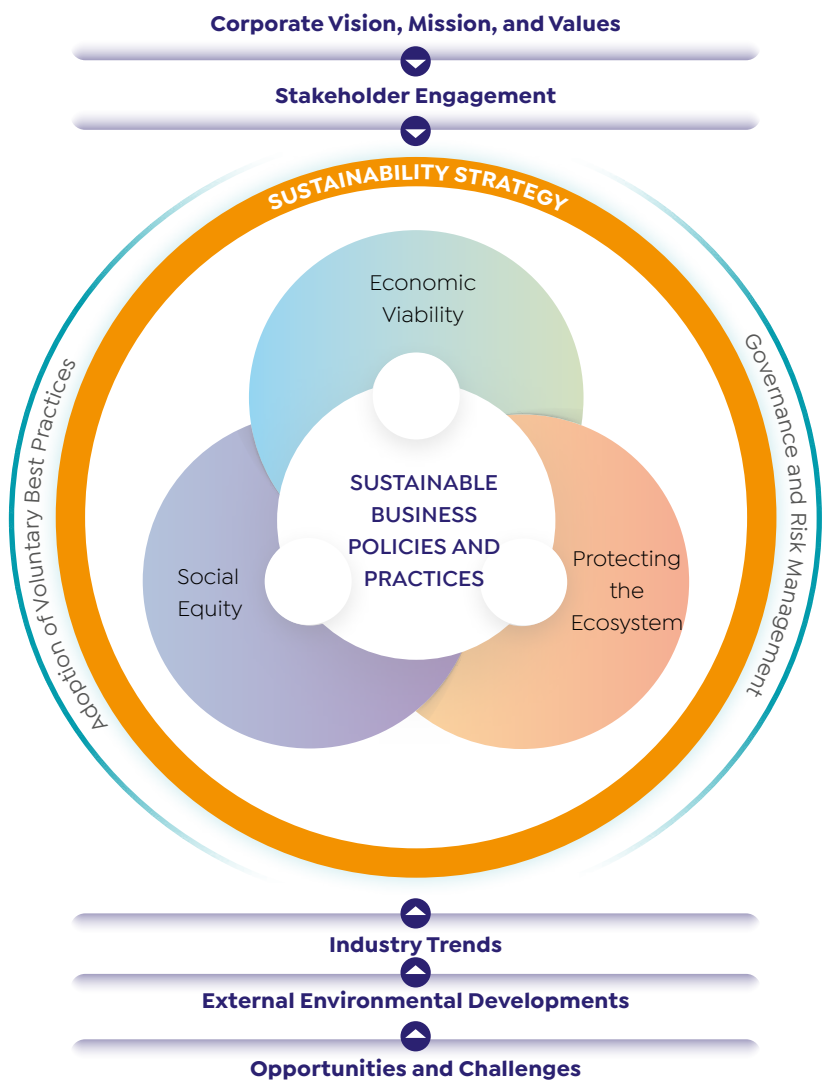 Corporate Vision, Mission, and Values
Stakeholder Engagement
SUSTAINABILITY STRATEGY
Economic
Viability
Adoption of Voluntary Best Practices
Governance and Risk Management
SUSTAINABLE
BUSINESS
POLICIES AND
PRACTICES
Social
Equity
Protecting
the
Ecosystem
Industry Trends
External Environmental Developments
Opportunities and Challenges